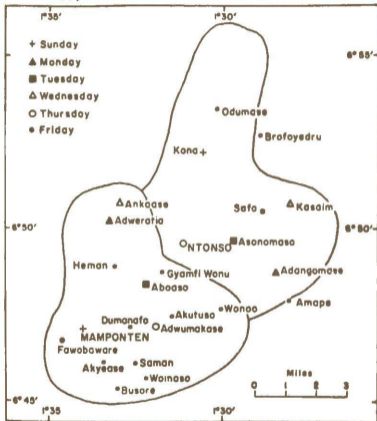 1°35'
1°30'
+ Sunday
▲ Monday
■ Tuesday
△ Wednesday
○ Thursday
• Friday
6°55'
Odumase
Brofoyedru
Kona
Ankaase
Kasaim
Adweratia
Safo
6°50'
6°50'
NTONSO
Asonomaso
Heman
Gyamfi Wonu
Adangomase
Aboaso
Amape
Wonoo
Akutuso
Dumanafo
Adwumakase
MAMPONTEN
Fawobaware
Akyease
Saman
Miles
Woinaso
0 1 2 3
Busore
6°45'
1°35'
1°30'